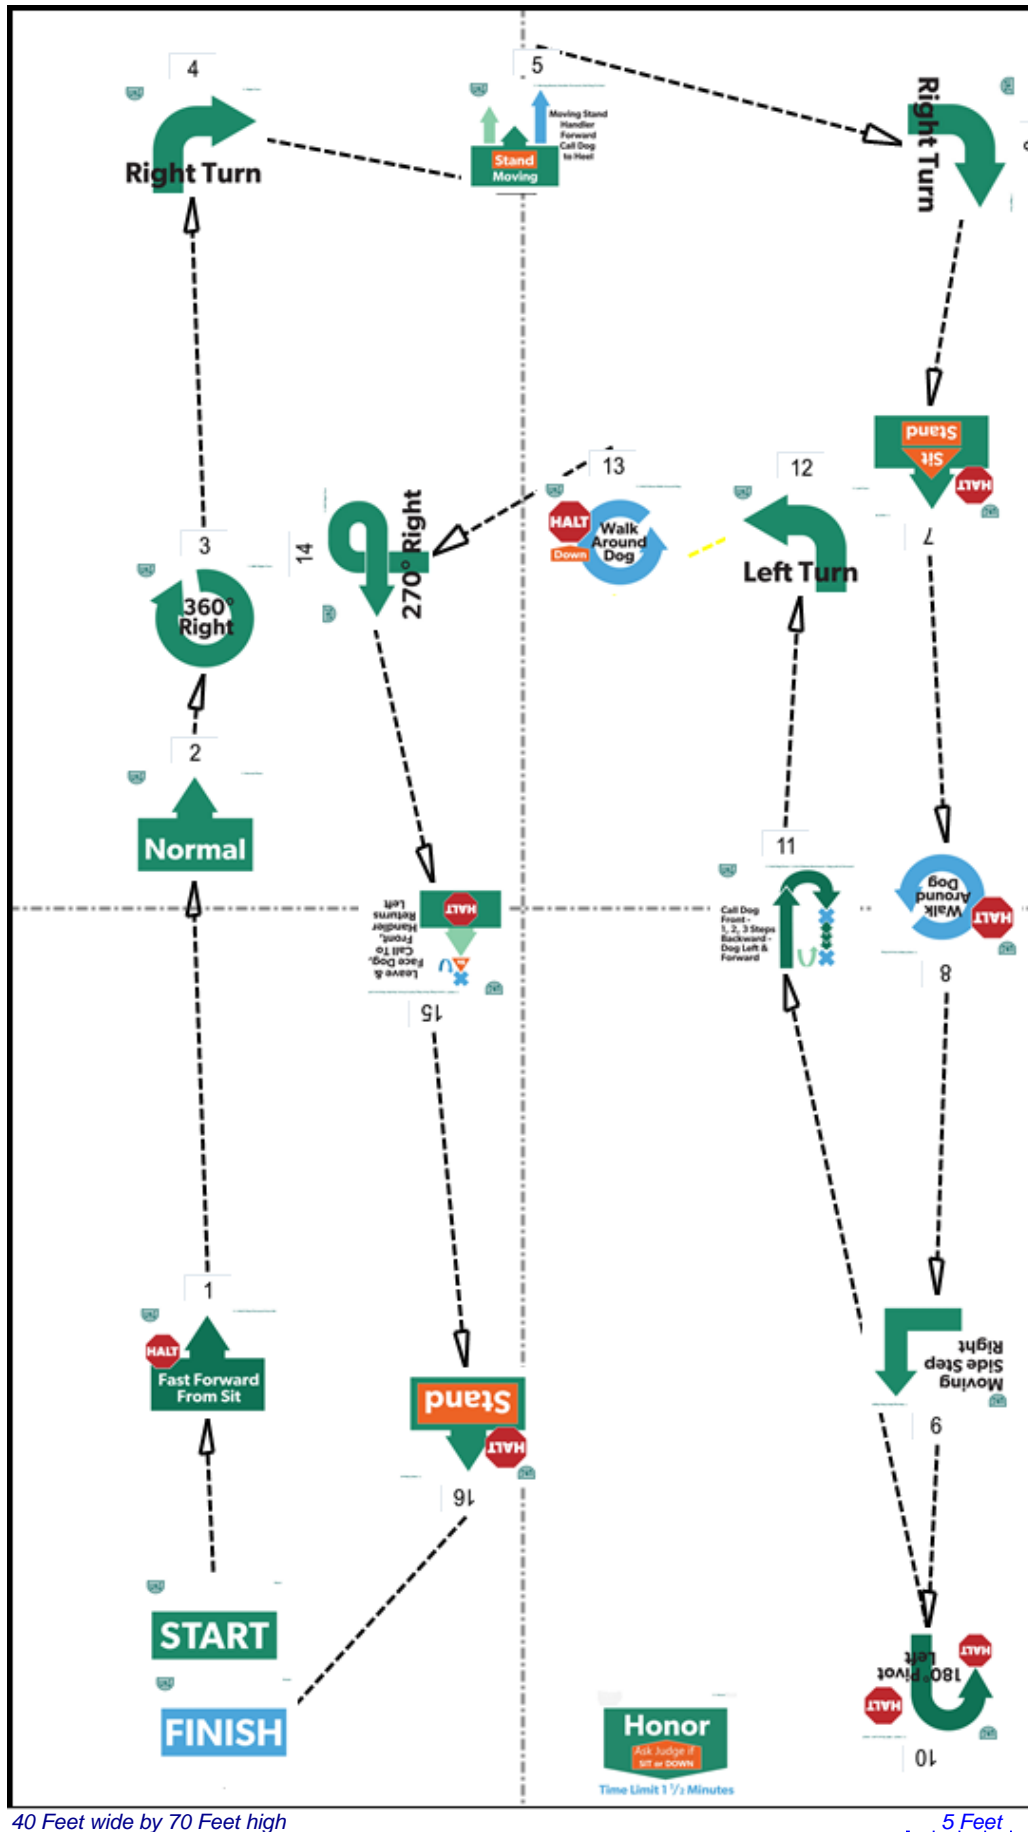 4
5
Right Turn
Stand
Moving
Moving Stand
Handler
Forward
Call Dog
to Heel
Right Turn
Stand
Sit
HALT
7
3
360°
Right
14
270° Right
13
HALT
Down
Walk
Around
Dog
12
Left Turn
2
Normal
HALT
Leave &
Face Dog,
Call To
Front,
Handler
Returns
Left
15
11
Call Dog
Front -
1, 2, 3 Steps
Backward -
Dog Left &
Forward
Walk
Around
Dog
HALT
8
1
HALT
Fast Forward
From Sit
Stand
HALT
16
Moving
Side Step
Right
9
START
FINISH
Honor
Ask Judge if
SIT or DOWN
Time Limit 1 1/2 Minutes
180° Pivot
Left
HALT
HALT
10
40 Feet wide by 70 Feet high
5 Feet